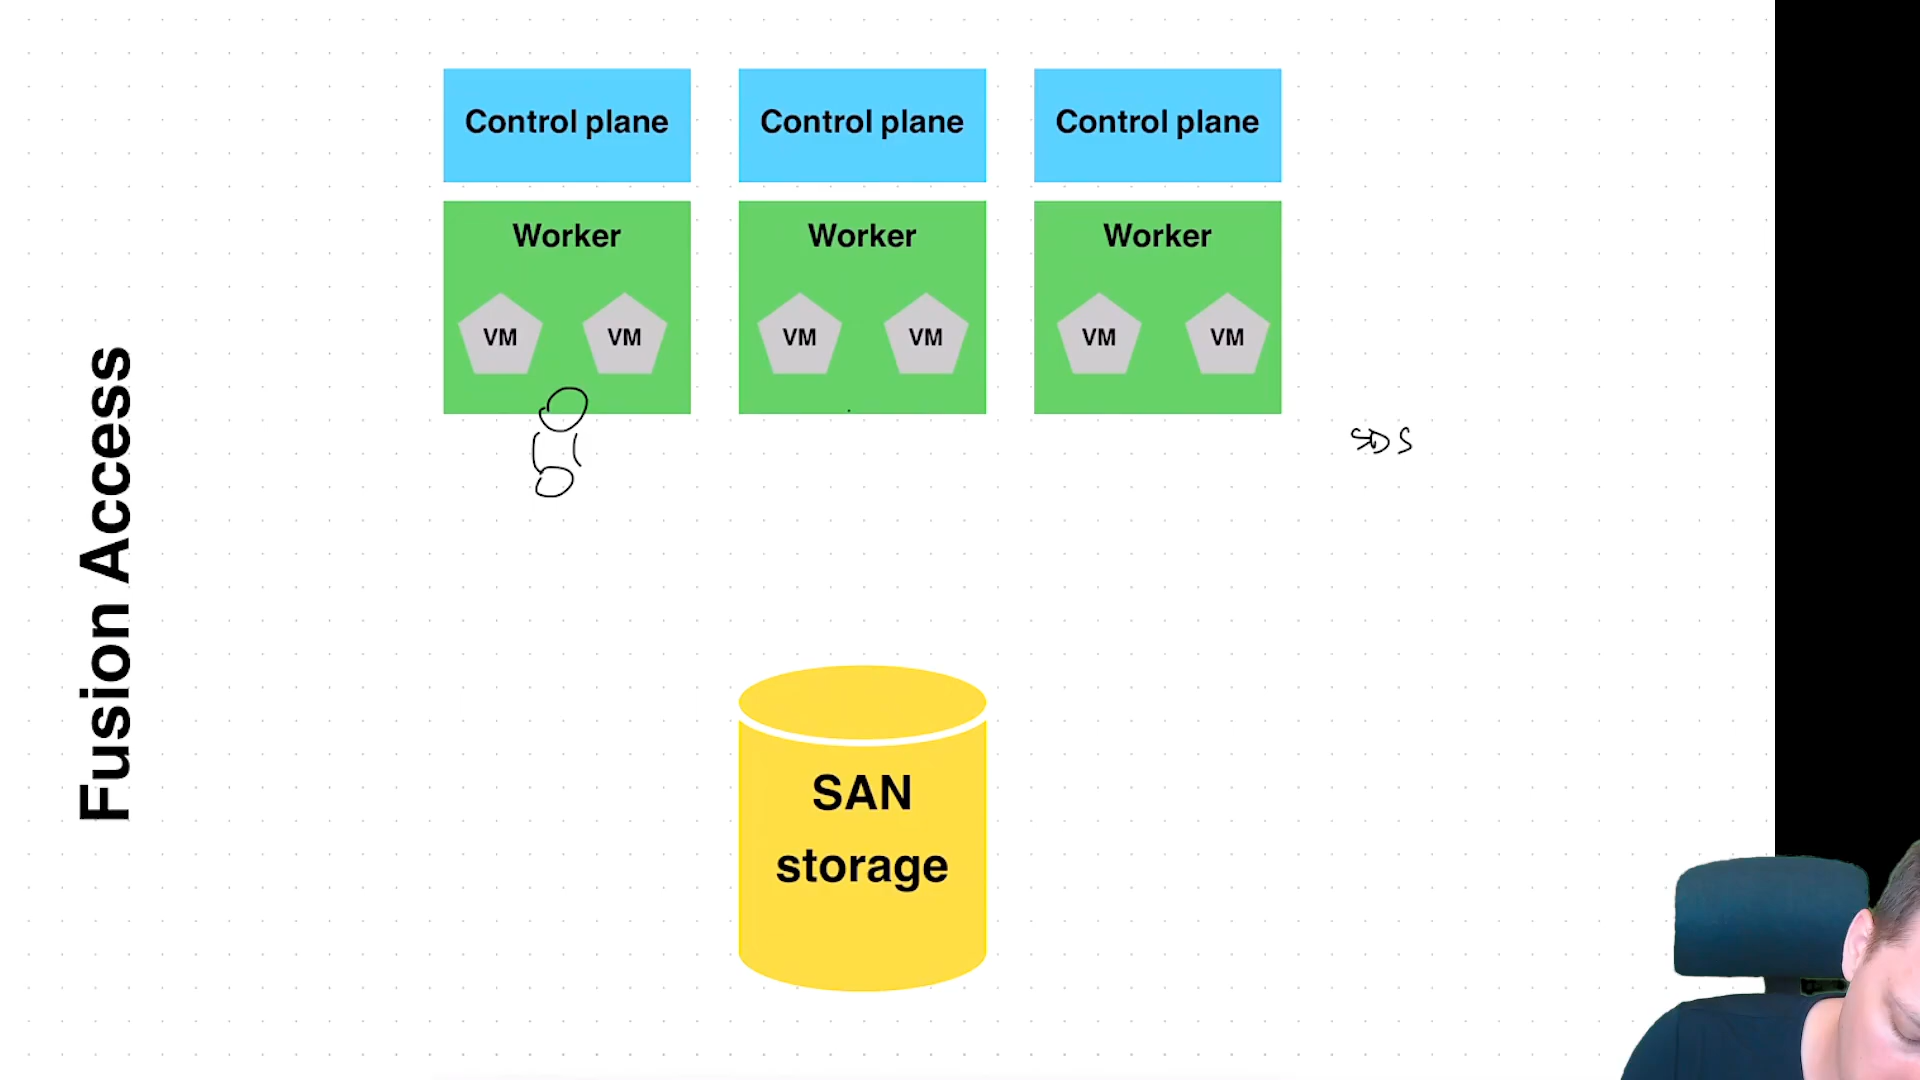 Fusion Access
Control plane
Control plane
Control plane
Worker
Worker
Worker
VM
VM
VM
VM
VM
VM
SDS
SAN
storage